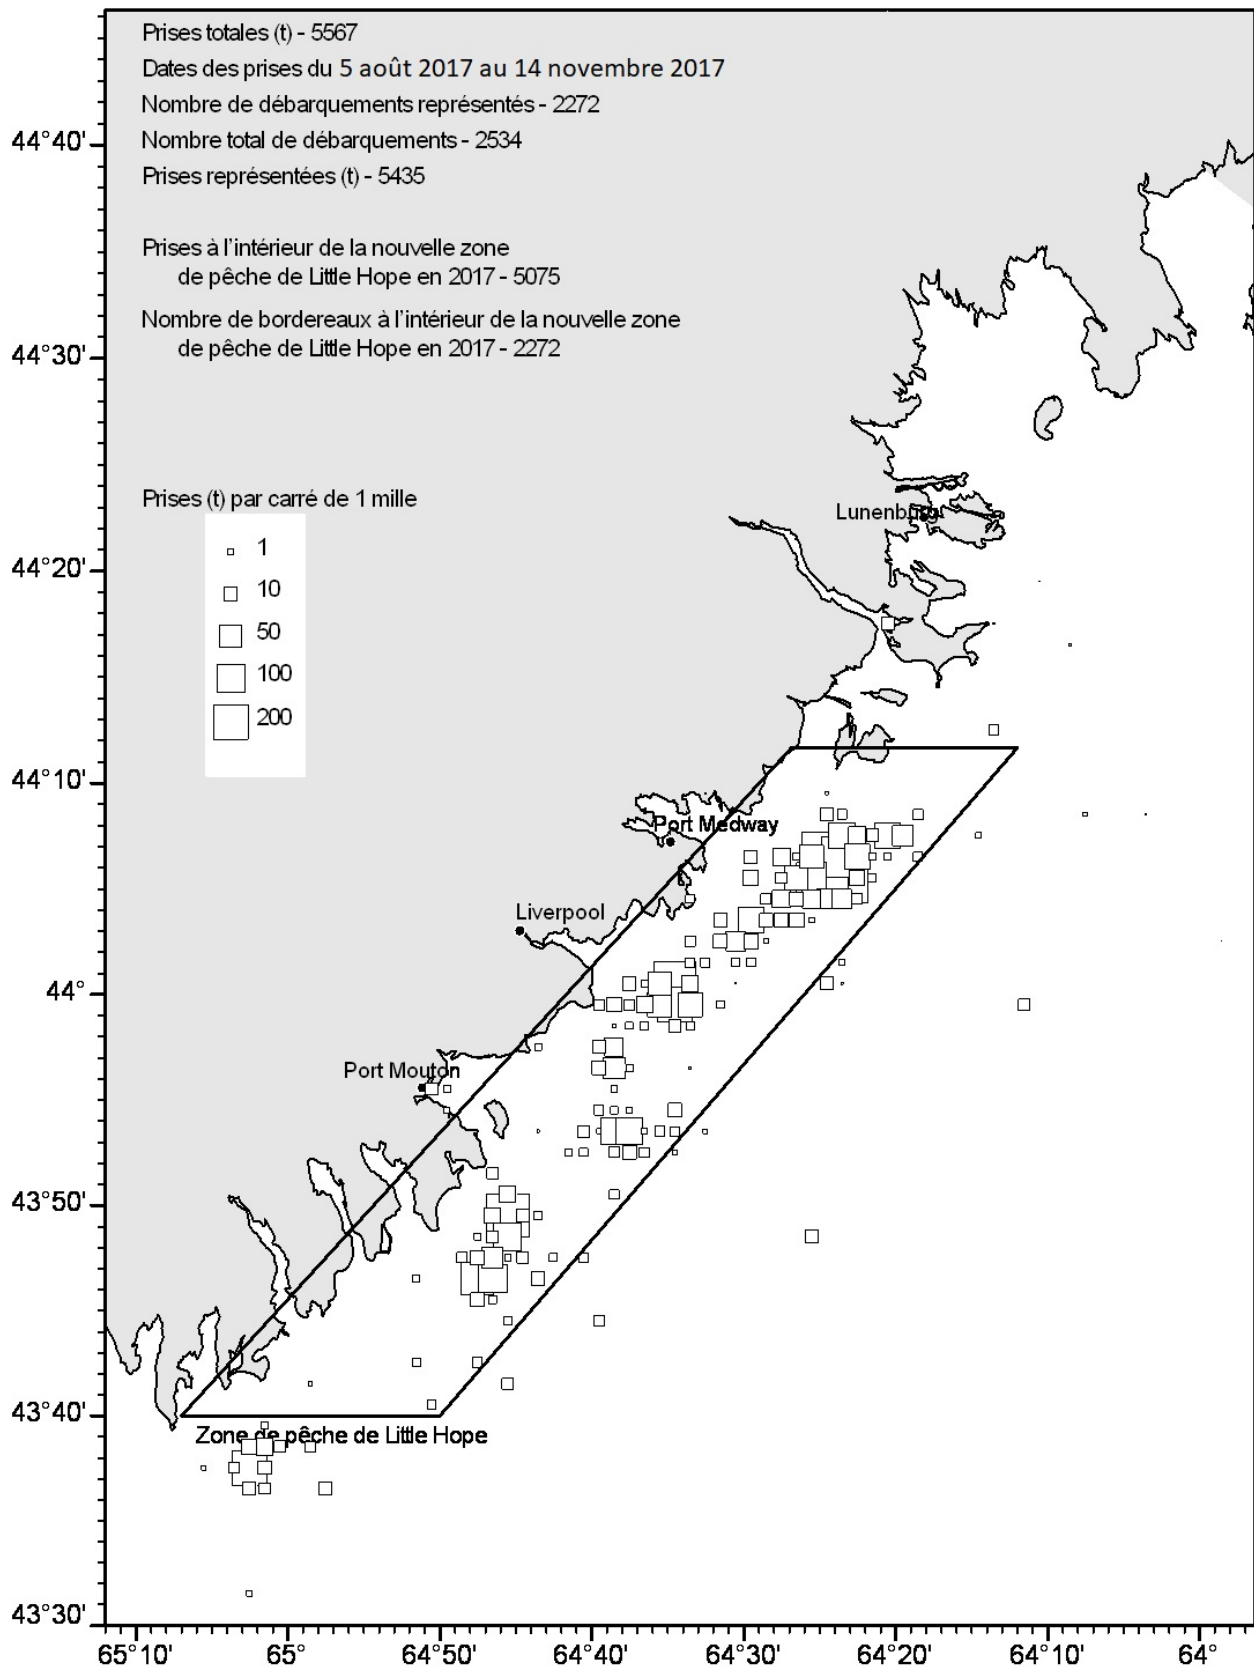 Prises totales (t) - 5567
Dates des prises du 5 août 2017 au 14 novembre 2017
Nombre de débarquements représentés - 2272
Nombre total de débarquements - 2534
Prises représentées (t) - 5435
Prises à l'intérieur de la nouvelle zone
de pêche de Little Hope en 2017 - 5075
Nombre de bordereaux à l'intérieur de la nouvelle zone
de pêche de Little Hope en 2017 - 2272
Prises (t) par carré de 1 mille
1
10
50
100
200
44°40'
44°30'
44°20'
44°10'
44°
43°50'
43°40'
43°30'
Lunenburg
Port Medway
Liverpool
Port Mouton
Zone de pêche de Little Hope
65°10'
65°
64°50'
64°40'
64°30'
64°20'
64°10'
64°